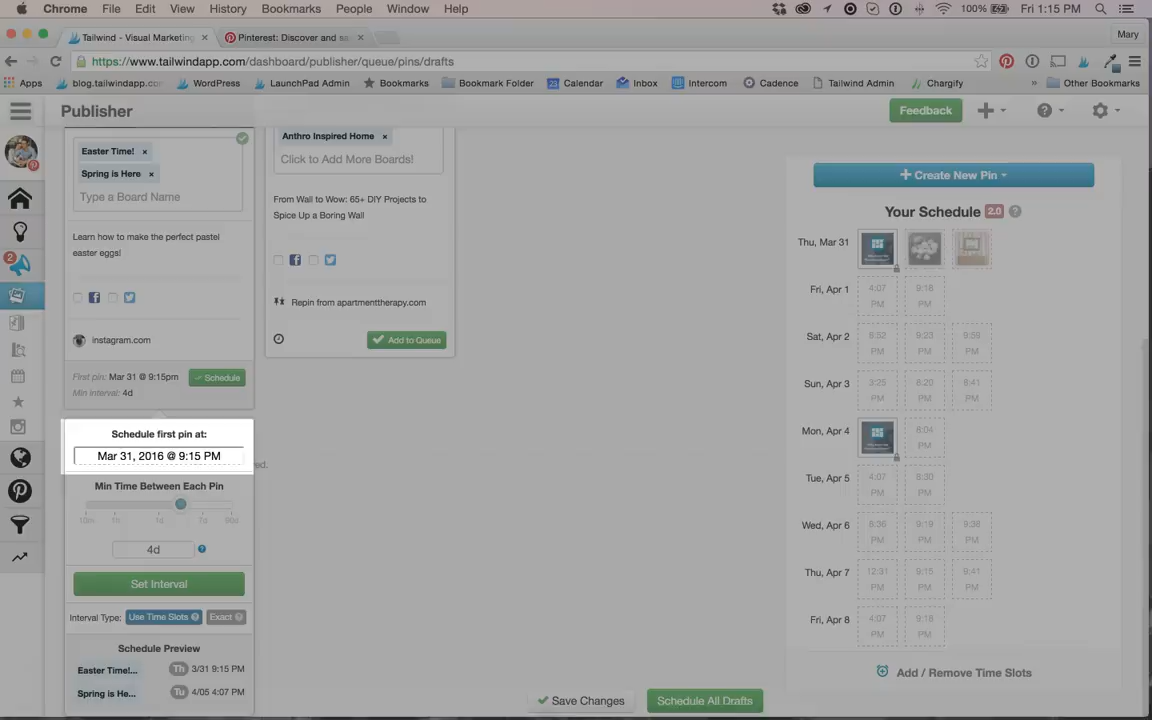 Chrome File Edit View History Bookmarks People Window Help 100% Fri 1:15 PM
Tailwind - Visual Marketing × Pinterest: Discover and sa × Mary
https://www.tailwindapp.com/dashboard/publisher/queue/pins/drafts
Apps blog.tailwindapp.co WordPress LaunchPad Admin Bookmarks Bookmark Folder 23 Calendar Inbox Intercom Cadence Tailwind Admin Chargify » Other Bookmarks
Publisher Feedback
Easter Time! ×
Spring is Here ×
Type a Board Name
Learn how to make the perfect pastel
easter eggs!
instagram.com
First pin: Mar 31 @ 9:15pm
Min interval: 4d
Schedule
Anthro Inspired Home ×
Click to Add More Boards!
From Wall to Wow: 65+ DIY Projects to
Spice Up a Boring Wall
Repin from apartmenttherapy.com
Add to Queue
Schedule first pin at:
Mar 31, 2016 @ 9:15 PM
Min Time Between Each Pin
10m 1h 1d 7d 90d
4d
Set Interval
Interval Type: Use Time Slots Exact
Schedule Preview
Easter Time!... Th 3/31 9:15 PM
Spring is He... Tu 4/05 4:07 PM
2
Create New Pin
Your Schedule 2.0
Thu, Mar 31
Fri, Apr 1 4:07 PM 9:18 PM
Sat, Apr 2 8:52 PM 9:23 PM PM
Sun, Apr 3 3:25 PM 8:20 PM 8:41 PM
Mon, Apr 4 8:04 PM
Tue, Apr 5 4:07 PM 8:30 PM
Wed, Apr 6 8:36 PM 9:19 PM 9:38 PM
Thu, Apr 7 12:31 PM 9:15 PM 9:41 PM
Fri, Apr 8 4:07 PM 9:18 PM
Add / Remove Time Slots
Save Changes Schedule All Drafts